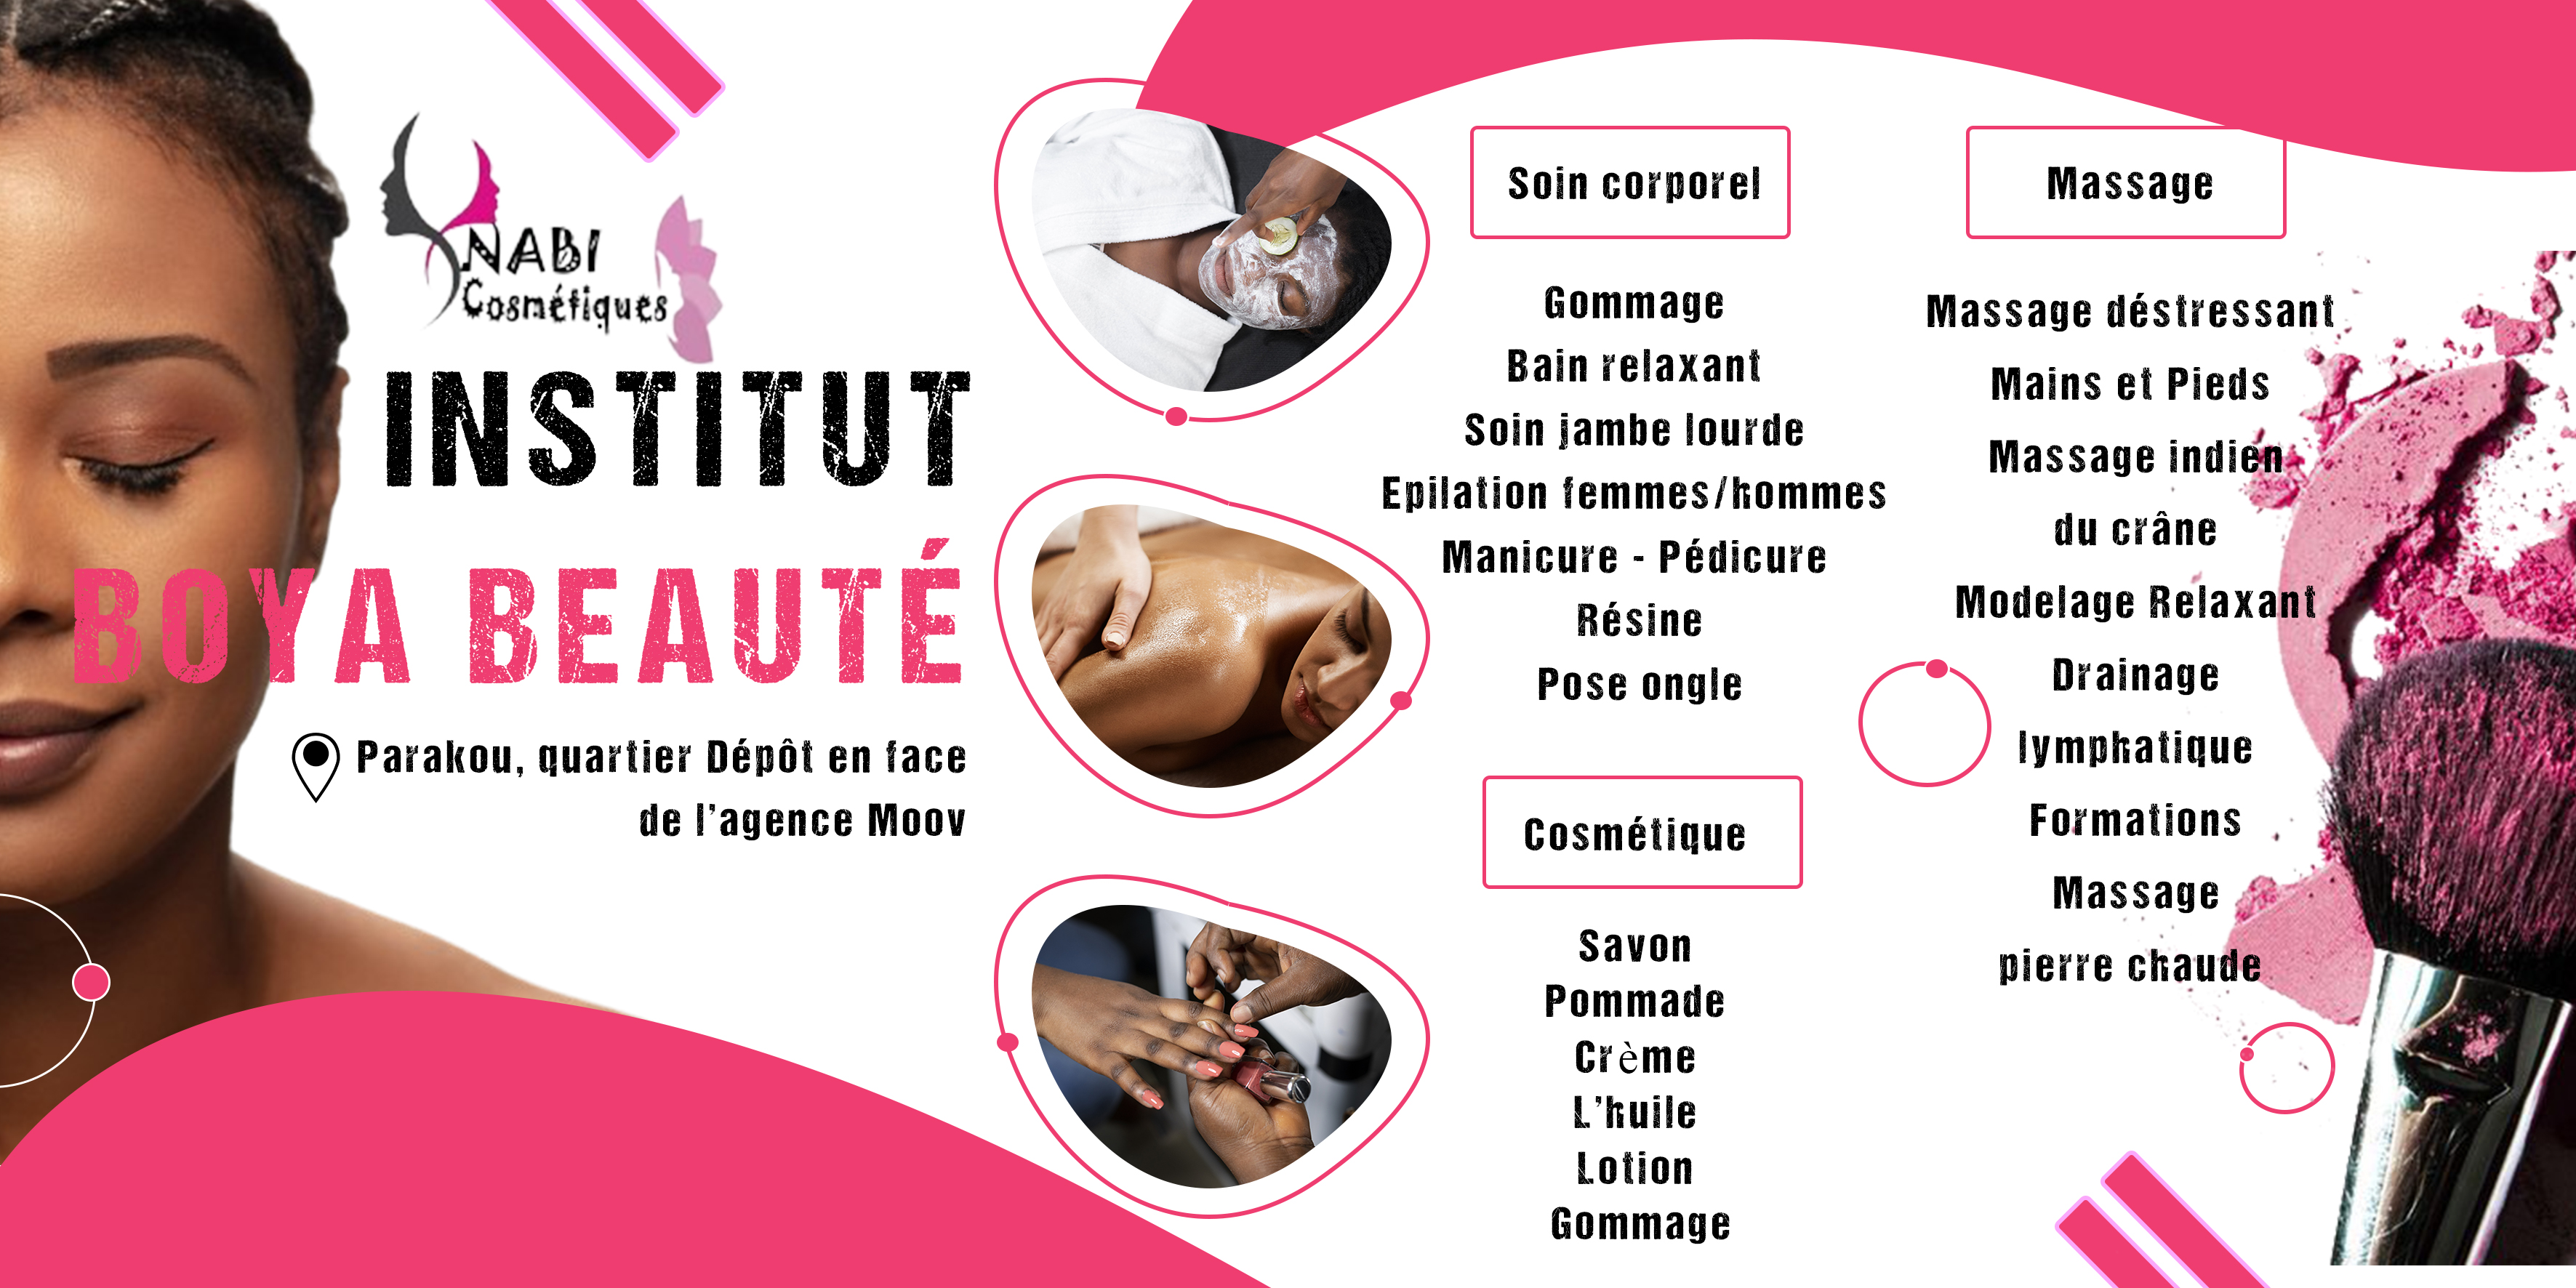 NABI
Cosmétiques
INSTITUT
BOYA BEAUTÉ
Parakou, quartier Dépôt en face
de l'agence Moov
Soin corporel
Gommage
Bain relaxant
Soin jambe lourde
Epilation femmes/hommes
Manicure - Pédicure
Résine
Pose ongle
Cosmétique
Savon
Pommade
Crème
L'huile
Lotion
Gommage
Massage
Massage déstressant
Mains et Pieds
Massage indien
du crâne
Modelage Relaxant
Drainage
lymphatique
Formations
Massage
pierre chaude